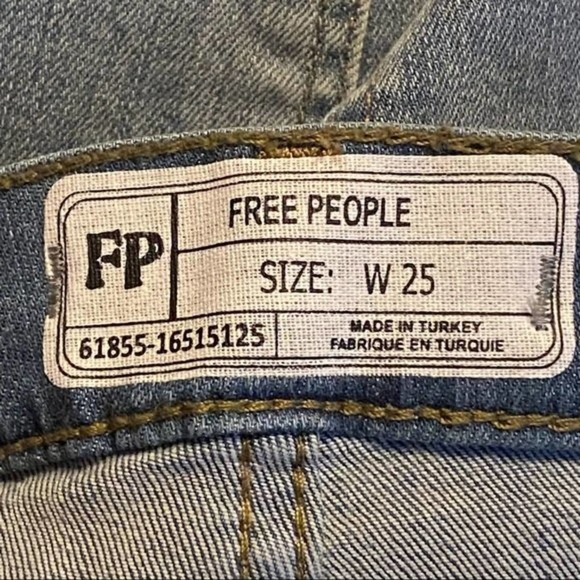 FP
FREE PEOPLE
SIZE: W 25
61855-16515125
MADE IN TURKEY
FABRIQUE EN TURQUIE